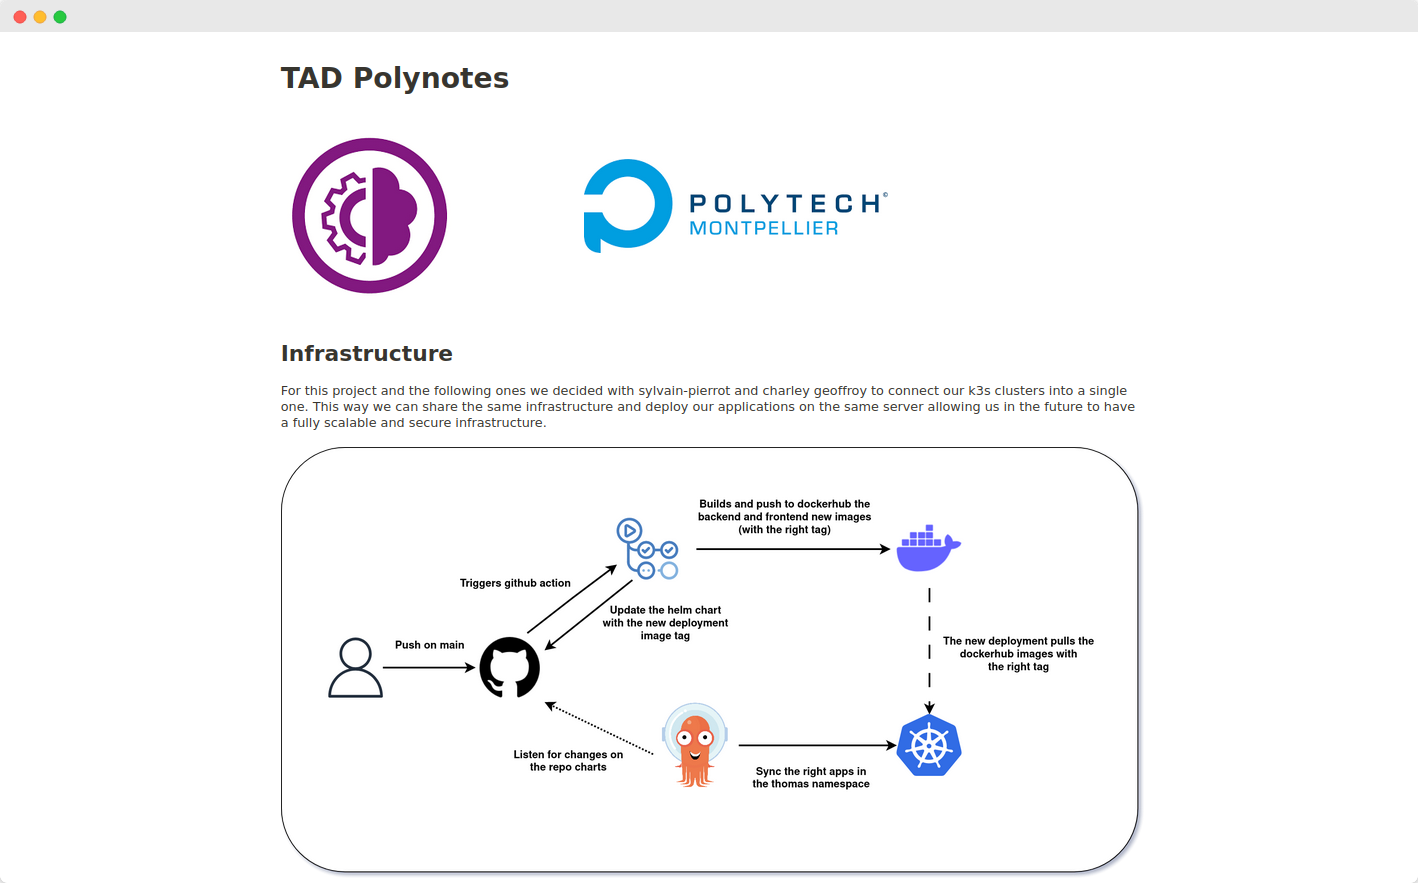 TAD Polynotes
POLYTECH®
MONTPELLIER
Infrastructure
For this project and the following ones we decided with sylvain-pierrot and charley geoffroy to connect our k3s clusters into a single
one. This way we can share the same infrastructure and deploy our applications on the same server allowing us in the future to have
a fully scalable and secure infrastructure.
Builds and push to dockerhub the
backend and frontend new images
(with the right tag)
Triggers github action
Update the helm chart
with the new deployment
image tag
Push on main
The new deployment pulls the
dockerhub images with
the right tag
Listen for changes on
the repo charts
Sync the right apps in
the thomas namespace